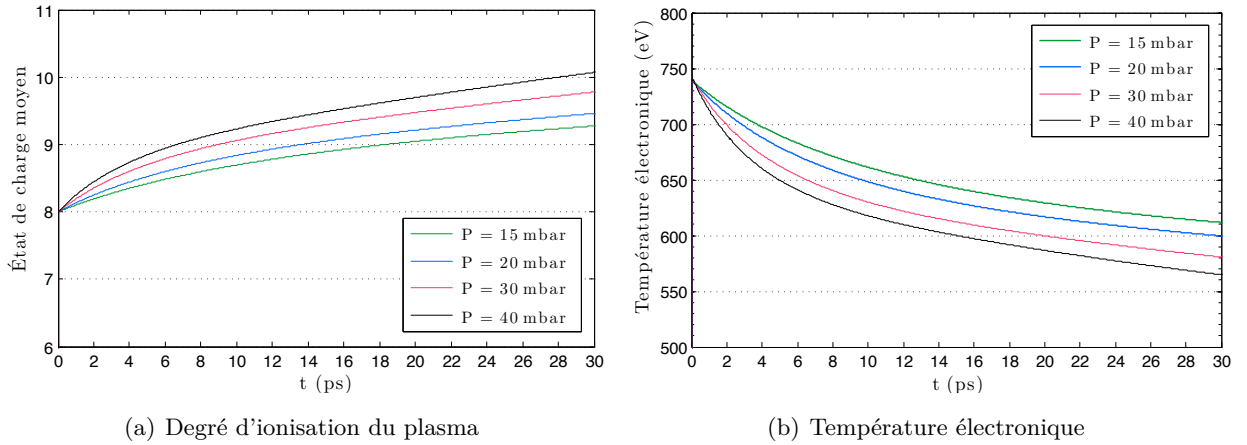 11
10
9
8
7
6
État de charge moyen
P = 15 mbar
P = 20 mbar
P = 30 mbar
P = 40 mbar
0 2 4 6 8 10 12 14 16 18 20 22 24 26 28 30
t (ps)
(a) Degré d'ionisation du plasma
800
750
700
650
600
550
500
Température électronique (eV)
P = 15 mbar
P = 20 mbar
P = 30 mbar
P = 40 mbar
0 2 4 6 8 10 12 14 16 18 20 22 24 26 28 30
t (ps)
(b) Température électronique